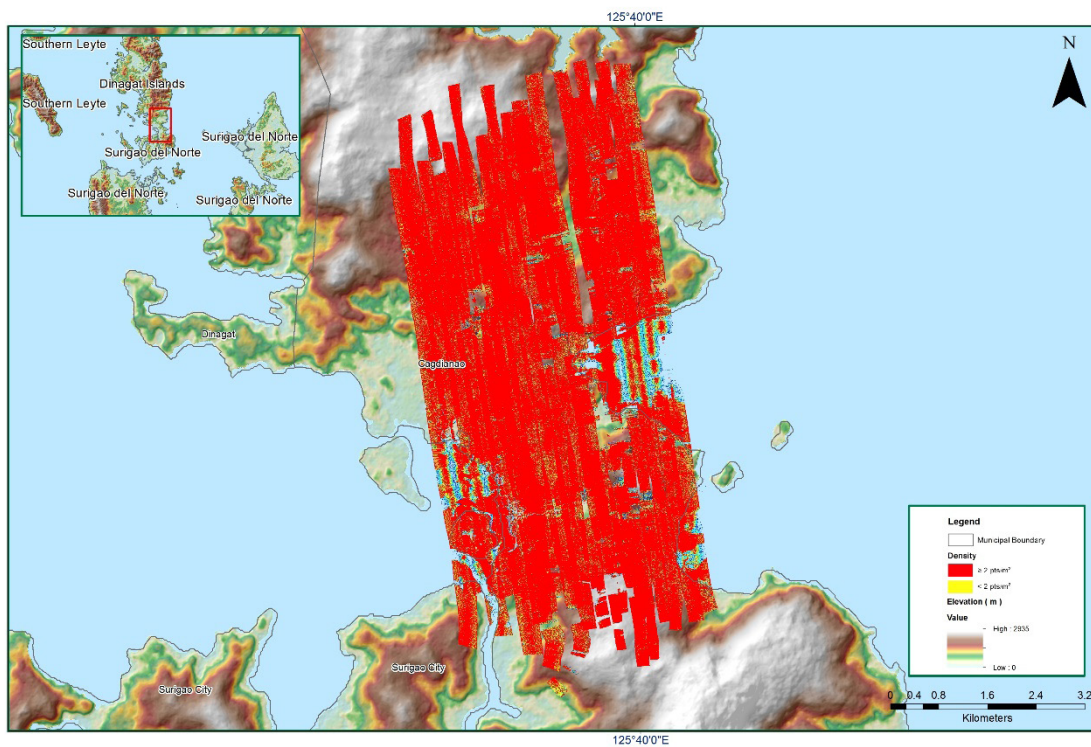 125°40'0"E
Southern Leyte
Dinagat Islands
Southern Leyte
Surigao del Norte
Surigao del Norte
Surigao del Norte
Surigao del Norte
N
Dinagat
Cagdianao
Surigao City
Surigao City
Legend
Municipal Boundary
Density
≥ 2 pts/m²
< 2 pts/m²
Elevation ( m )
Value
High : 2935
Low : 0
0 0.4 0.8 1.6 2.4 3.2
Kilometers
125°40'0"E